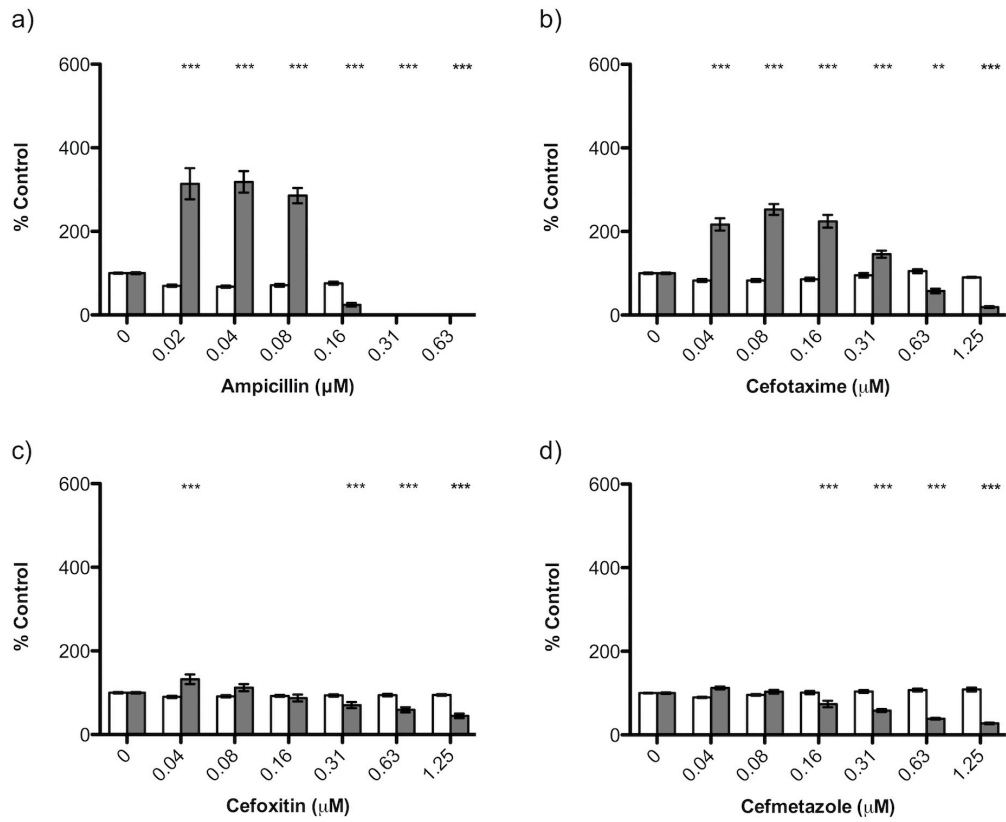 a)
*** *** *** *** *** ***
600
400
200
0
% Control
0 0.02 0.04 0.08 0.16 0.31 0.63
Ampicillin (µM)
b)
*** *** *** *** ** ***
600
400
200
0
% Control
0 0.04 0.08 0.16 0.31 0.63 1.25
Cefotaxime (µM)
c)
*** *** *** ***
600
400
200
0
% Control
0 0.04 0.08 0.16 0.31 0.63 1.25
Cefoxitin (µM)
d)
*** *** *** ***
600
400
200
0
% Control
0 0.04 0.08 0.16 0.31 0.63 1.25
Cefmetazole (µM)